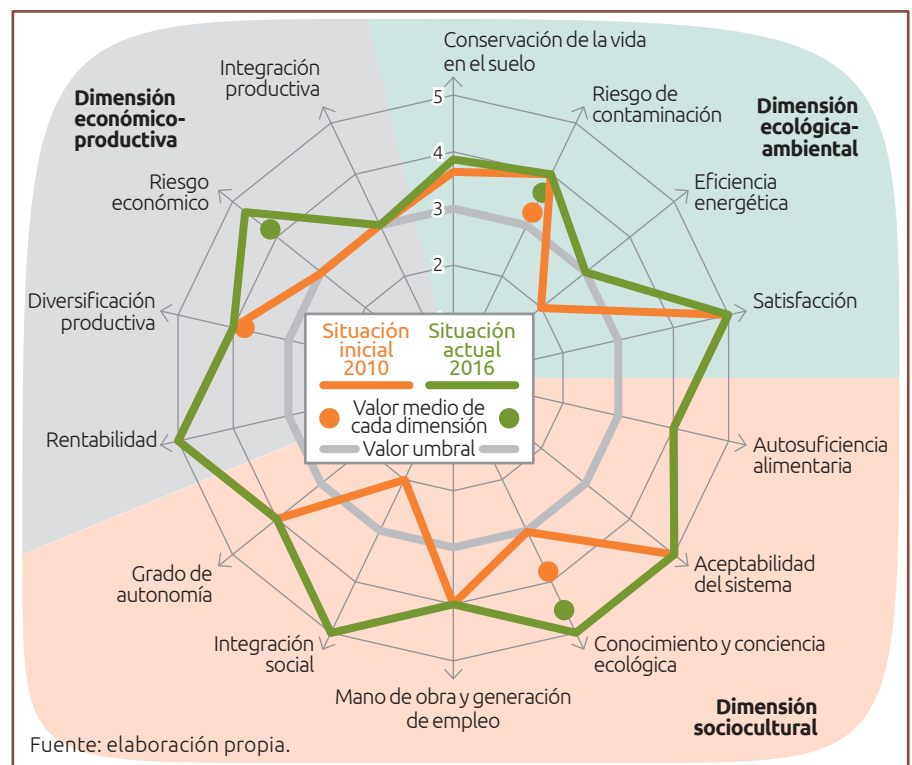 Conservación de la vida
en el suelo
Integración
productiva
Riesgo de
contaminación
Dimensión
económico-
productiva
Dimensión
ecológica-
ambiental
5
4
3
2
Riesgo
económico
Eficiencia
energética
Diversificación
productiva
Satisfacción
Situación
inicial
2010
Situación
actual
2016
Valor medio de
cada dimensión
Valor umbral
Rentabilidad
Autosuficiencia
alimentaria
Grado de
autonomía
Aceptabilidad
del sistema
Integración
social
Conocimiento y conciencia
ecológica
Mano de obra y generación
de empleo
Dimensión
sociocultural
Fuente: elaboración propia.